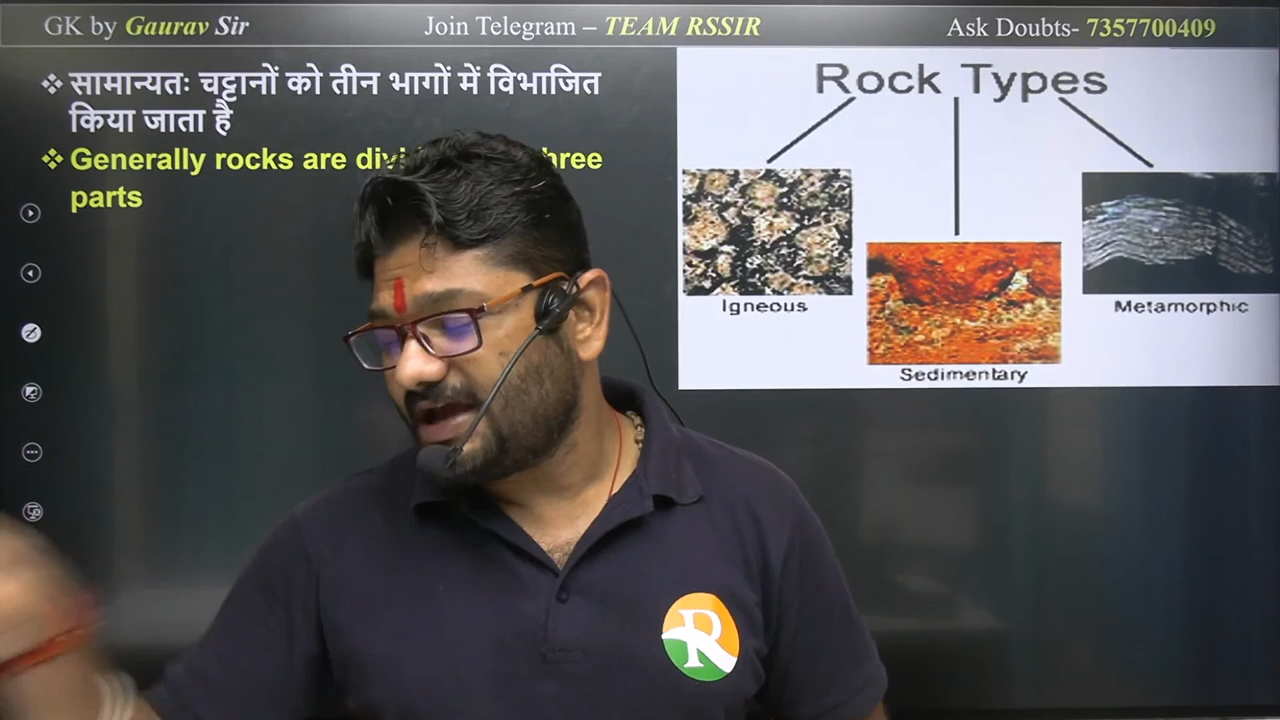 GK by Gaurav Sir
Join Telegram – TEAM RSSIR
Ask Doubts- 7357700409
❖ सामान्यतः चट्टानों को तीन भागों में विभाजित
किया जाता है
❖ Generally rocks are
parts
Rock Types
Igneous
Sedimentary
Metamorphic
R